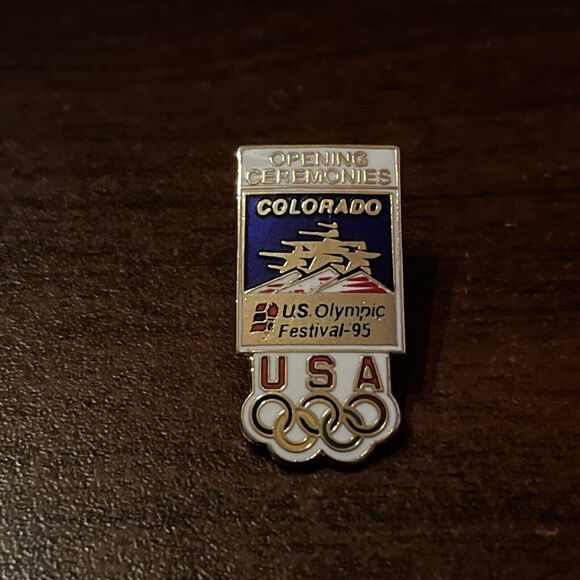 OPENING
CEREMONIES
COLORADO
U.S. Olympic
Festival-'95
USA